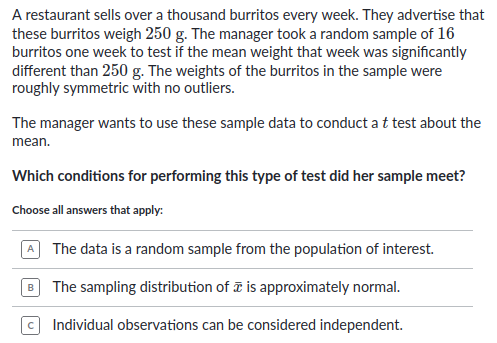 A restaurant sells over a thousand burritos every week. They advertise that
these burritos weigh 250 g. The manager took a random sample of 16
burritos one week to test if the mean weight that week was significantly
different than 250 g. The weights of the burritos in the sample were
roughly symmetric with no outliers.
The manager wants to use these sample data to conduct a t test about the
mean.
Which conditions for performing this type of test did her sample meet?
Choose all answers that apply:
A The data is a random sample from the population of interest.
B The sampling distribution of x̄ is approximately normal.
C Individual observations can be considered independent.